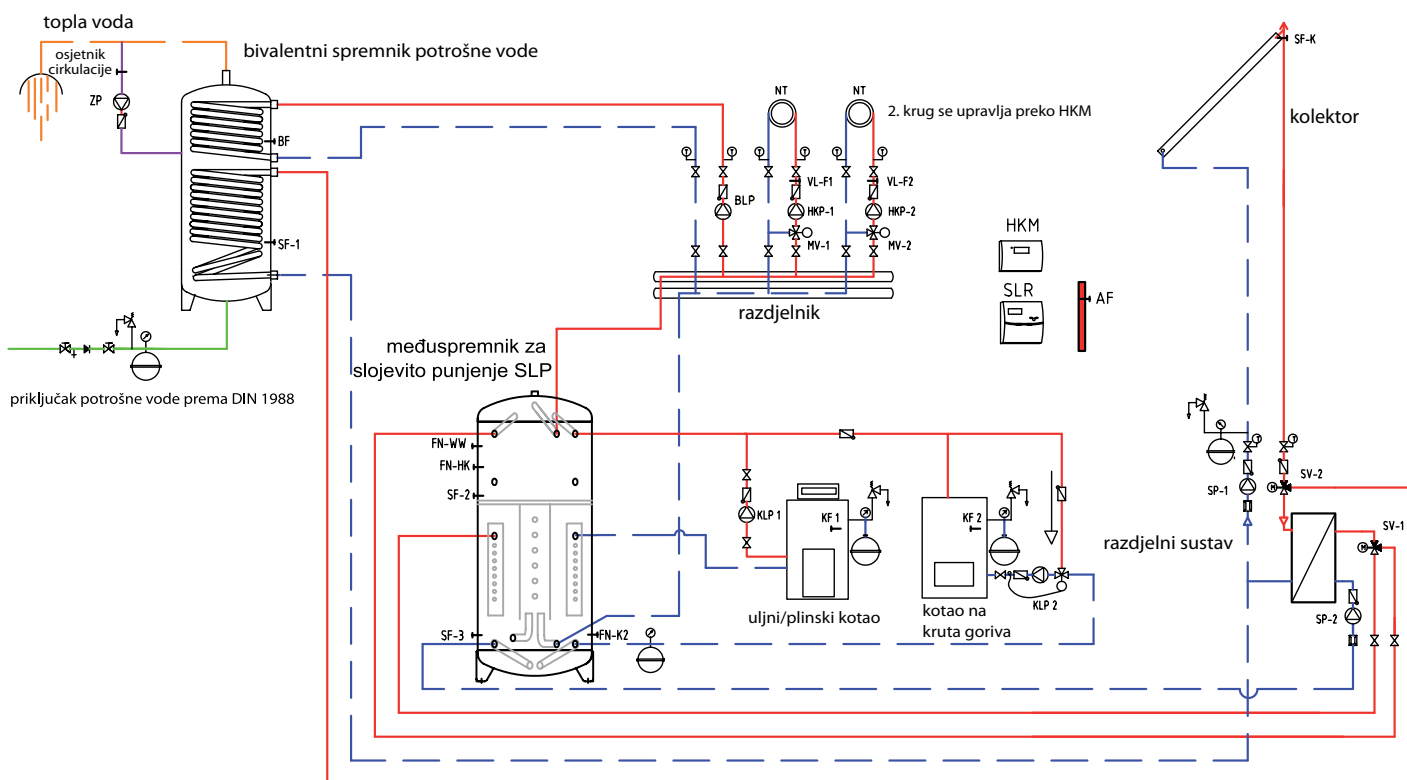 topla voda
osjetnik
cirkulacije
ZP
bivalentni spremnik potrošne vode
BF
SF-1
priključak potrošne vode prema DIN 1988
NT
NT
2. krug se upravlja preko HKM
BLP
VL-F1
HKP-1
MV-1
VL-F2
HKP-2
MV-2
razdjelnik
HKM
SLR
AF
SF-K
kolektor
međuspremnik za
slojevito punjenje SLP
FN-WW
FN-HK
SF-2
SF-3
FN-K2
KLP 1
KF 1
uljni/plinski kotao
KF 2
kotao na
kruta goriva
KLP 2
razdjelni sustav
SP-1
M
SV-2
M
SV-1
SP-2